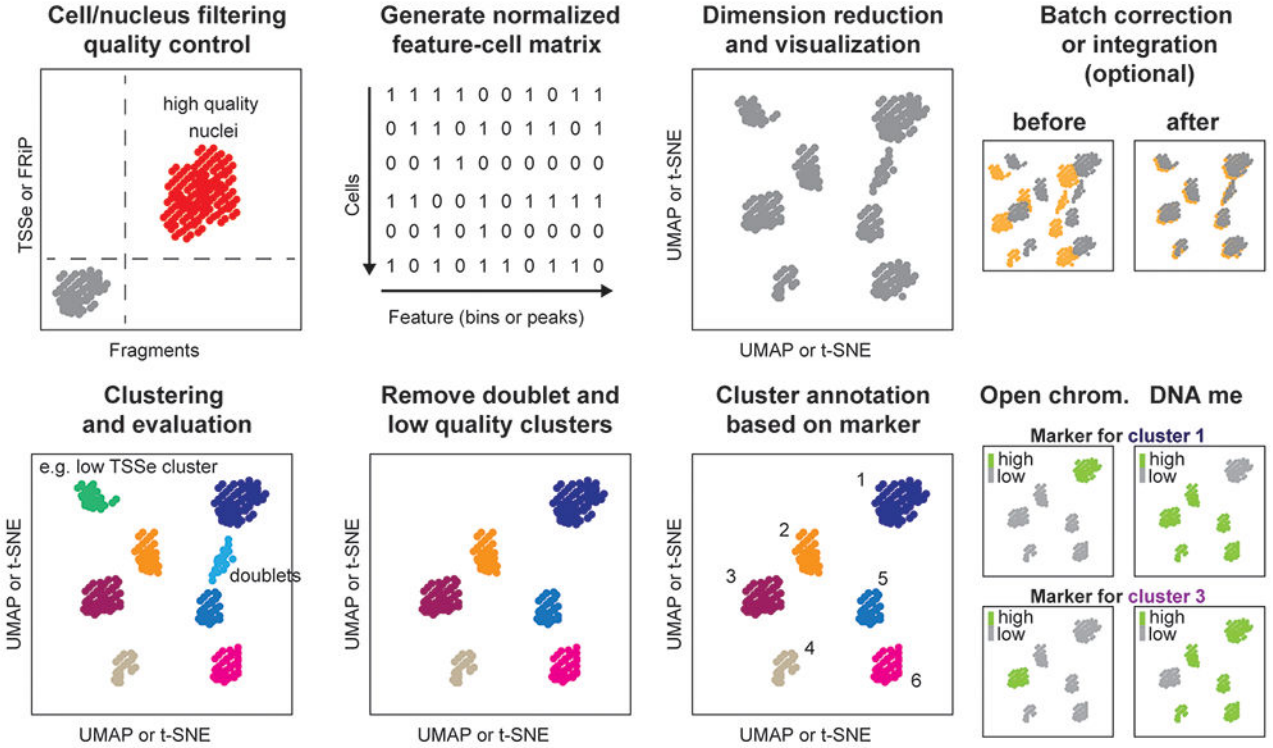 Cell/nucleus filtering
quality control
high quality
nuclei
TSSe or FRiP
Fragments
Generate normalized
feature-cell matrix
1 1 1 1 0 0 1 0 1 1
0 1 0 1 0 1 0 1 0 1
0 0 0 0 1 0 0 0 0 0
1 1 0 0 1 0 1 1 1 1
0 0 0 0 1 0 1 0 0 0
1 0 1 0 1 1 0 1 1 0
Cells
Feature (bins or peaks)
Dimension reduction
and visualization
UMAP or t-SNE
UMAP or t-SNE
Batch correction
or integration
(optional)
before
after
Clustering
and evaluation
e.g. low TSSe cluster
doublets
UMAP or t-SNE
UMAP or t-SNE
Remove doublet and
low quality clusters
UMAP or t-SNE
UMAP or t-SNE
Cluster annotation
based on marker
1
2
3
5
4
6
UMAP or t-SNE
UMAP or t-SNE
Open chrom.
DNA me
Marker for cluster 1
high
low
high
low
Marker for cluster 3
high
low
high
low